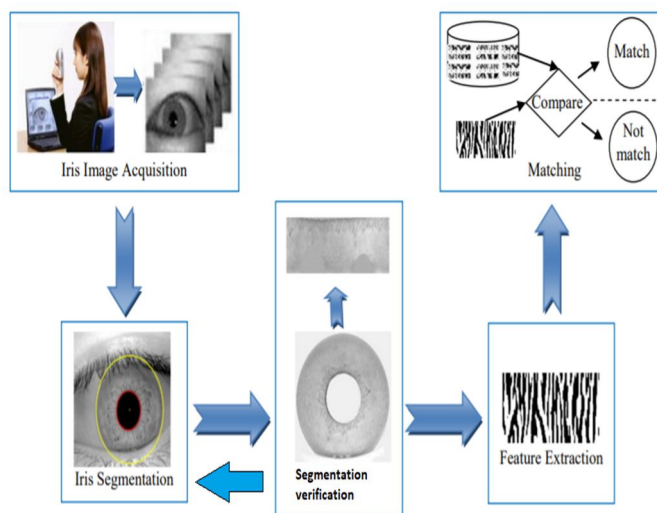 Iris Image Acquisition
Compare
Match
Not
match
Matching
Iris Segmentation
Segmentation
verification
Feature Extraction